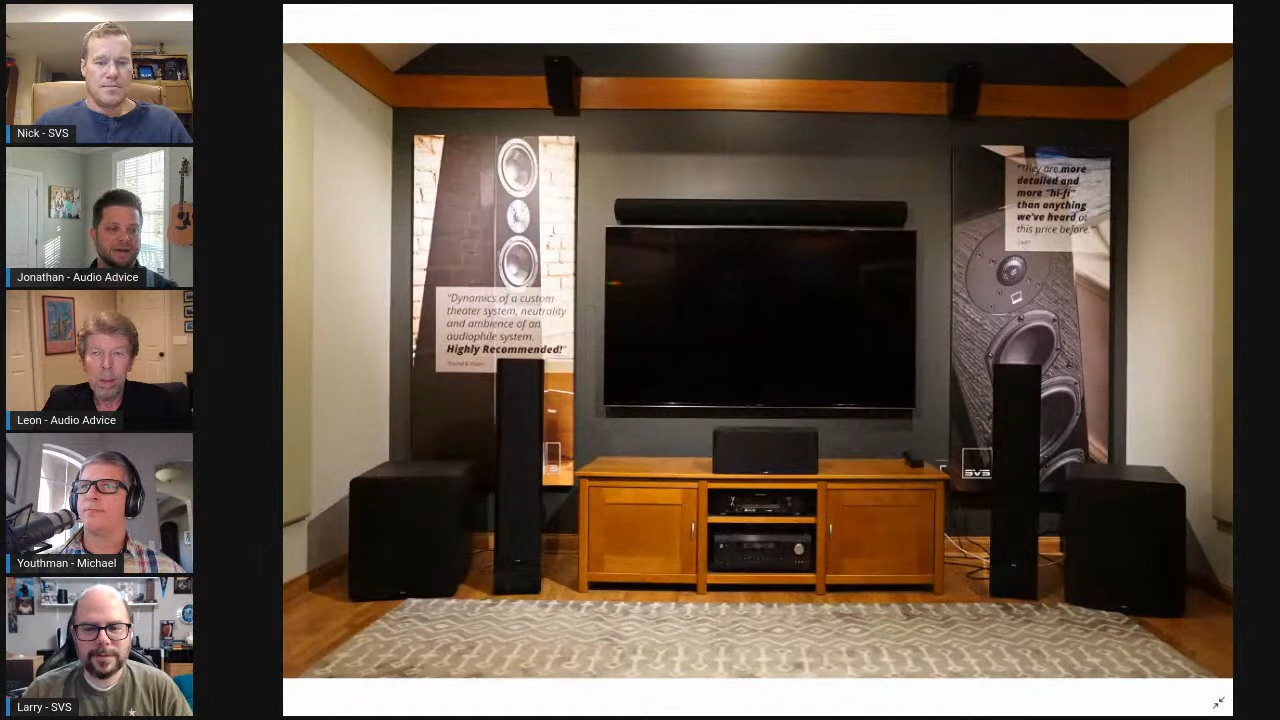 Nick - SVS
Jonathan - Audio Advice
Leon - Audio Advice
Youthman - Michael
Larry - SVS
"Dynamics of a custom
theater system, neutrality
and ambience of an
audiophile system.
Highly Recommended!"
"They are more
detailed and
more "hi-fi"
than anything
we've heard at
this price before."
SVS